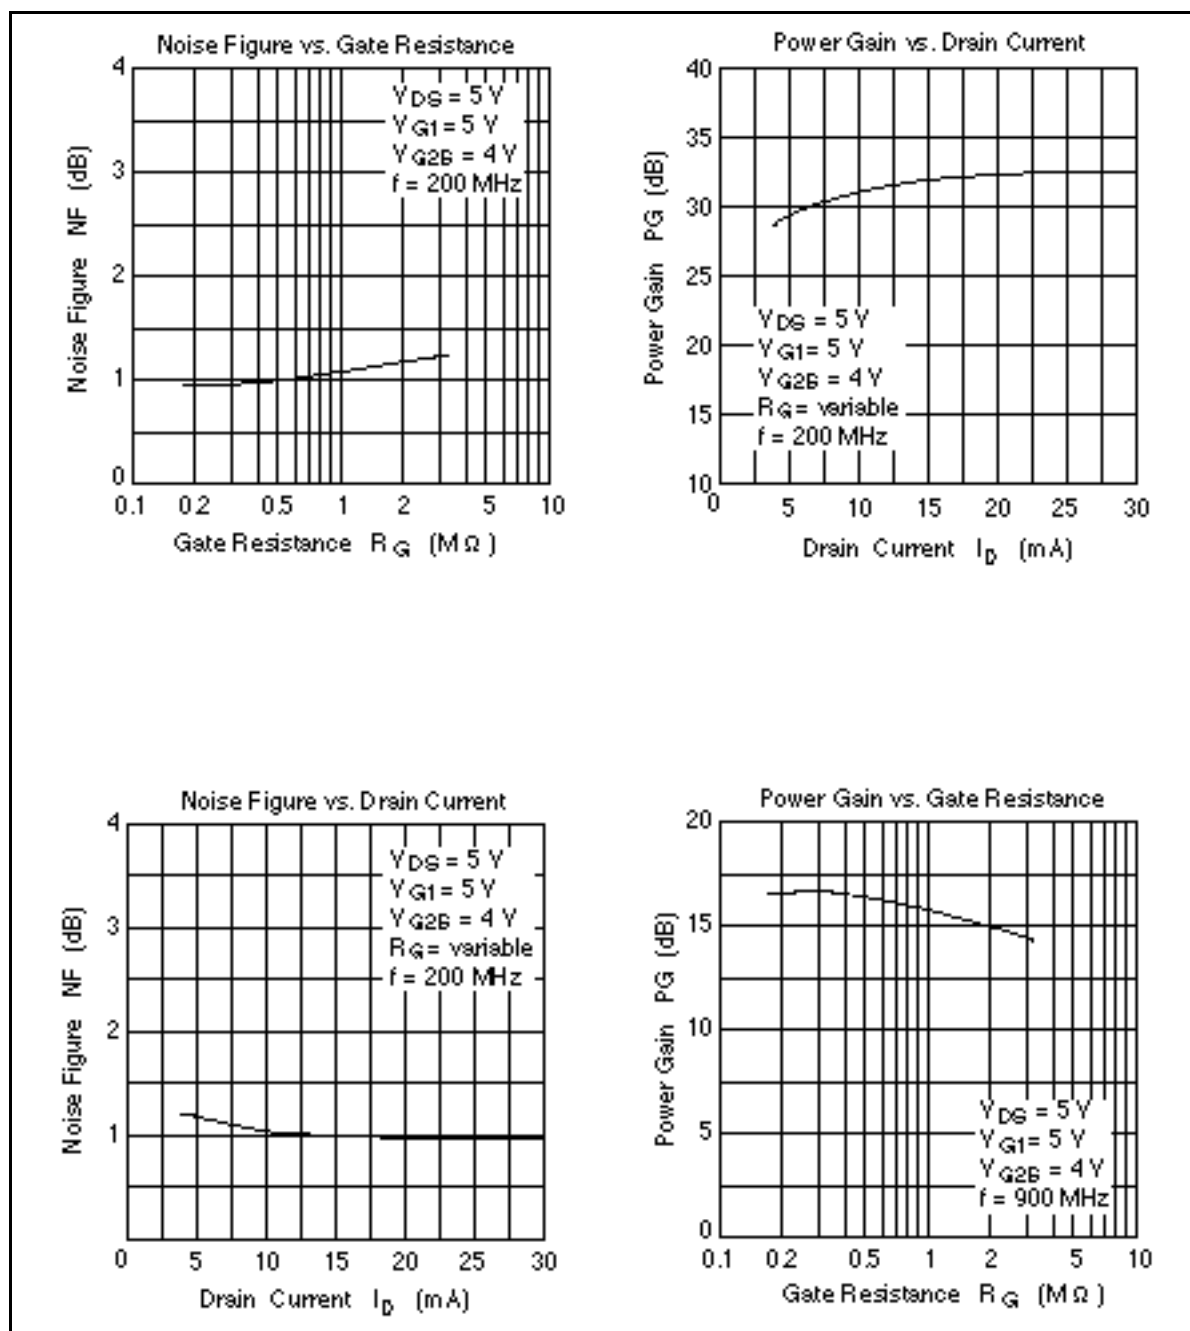 Noise Figure vs. Gate Resistance
4
3
2
1
0
Noise Figure NF (dB)
V DS = 5 V
V G1 = 5 V
V G2B = 4 V
f = 200 MHz
0.1 0.2 0.5 1 2 5 10
Gate Resistance R G (M Ω )
Power Gain vs. Drain Current
40
35
30
25
20
15
10
Power Gain PG (dB)
V DS = 5 V
V G1 = 5 V
V G2B = 4 V
R G = variable
f = 200 MHz
0 5 10 15 20 25 30
Drain Current I D (mA)
Noise Figure vs. Drain Current
4
3
2
1
Noise Figure NF (dB)
V DS = 5 V
V G1 = 5 V
V G2B = 4 V
R G = variable
f = 200 MHz
0 5 10 15 20 25 30
Drain Current I D (mA)
Power Gain vs. Gate Resistance
20
15
10
5
0
Power Gain PG (dB)
V DS = 5 V
V G1 = 5 V
V G2B = 4 V
f = 900 MHz
0.1 0.2 0.5 1 2 5 10
Gate Resistance R G (M Ω )